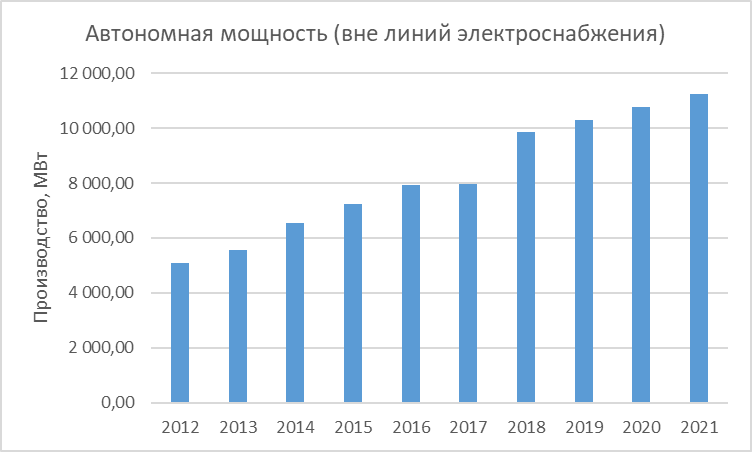 Автономная мощность (вне линий электроснабжения)
Производство, МВт
12 000,00
10 000,00
8 000,00
6 000,00
4 000,00
2 000,00
0,00
2012 2013 2014 2015 2016 2017 2018 2019 2020 2021